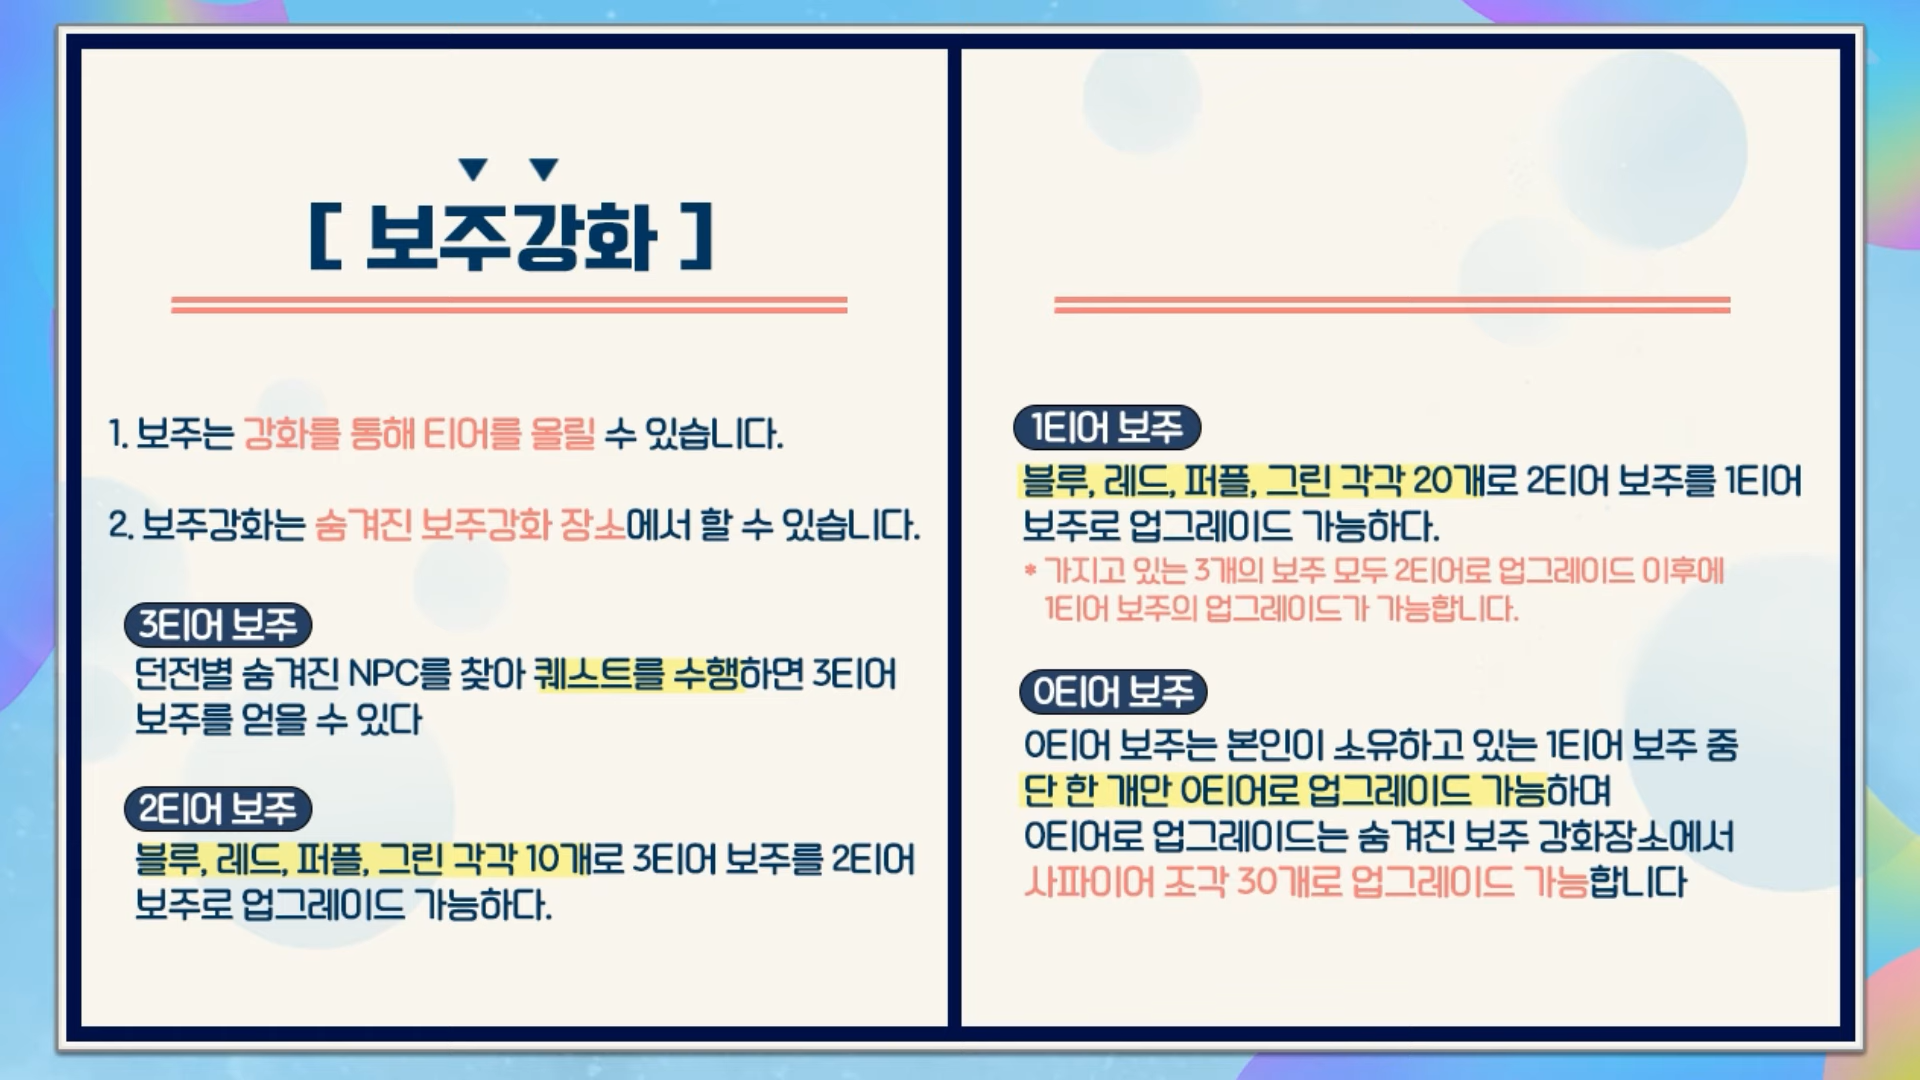 [ 보주강화 ]
1. 보주는 강화를 통해 티어를 올릴 수 있습니다.
2. 보주강화는 숨겨진 보주강화 장소에서 할 수 있습니다.
3티어 보주
던전별 숨겨진 NPC를 찾아 퀘스트를 수행하면 3티어
보주를 얻을 수 있다
2티어 보주
블루, 레드, 퍼플, 그린 각각 10개로 3티어 보주를 2티어
보주로 업그레이드 가능하다.
1티어 보주
블루, 레드, 퍼플, 그린 각각 20개로 2티어 보주를 1티어
보주로 업그레이드 가능하다.
* 가지고 있는 3개의 보주 모두 2티어로 업그레이드 이후에
1티어 보주의 업그레이드가 가능합니다.
0티어 보주
0티어 보주는 본인이 소유하고 있는 1티어 보주 중
단 한 개만 0티어로 업그레이드 가능하며
0티어로 업그레이드는 숨겨진 보주 강화장소에서
사파이어 조각 30개로 업그레이드 가능합니다